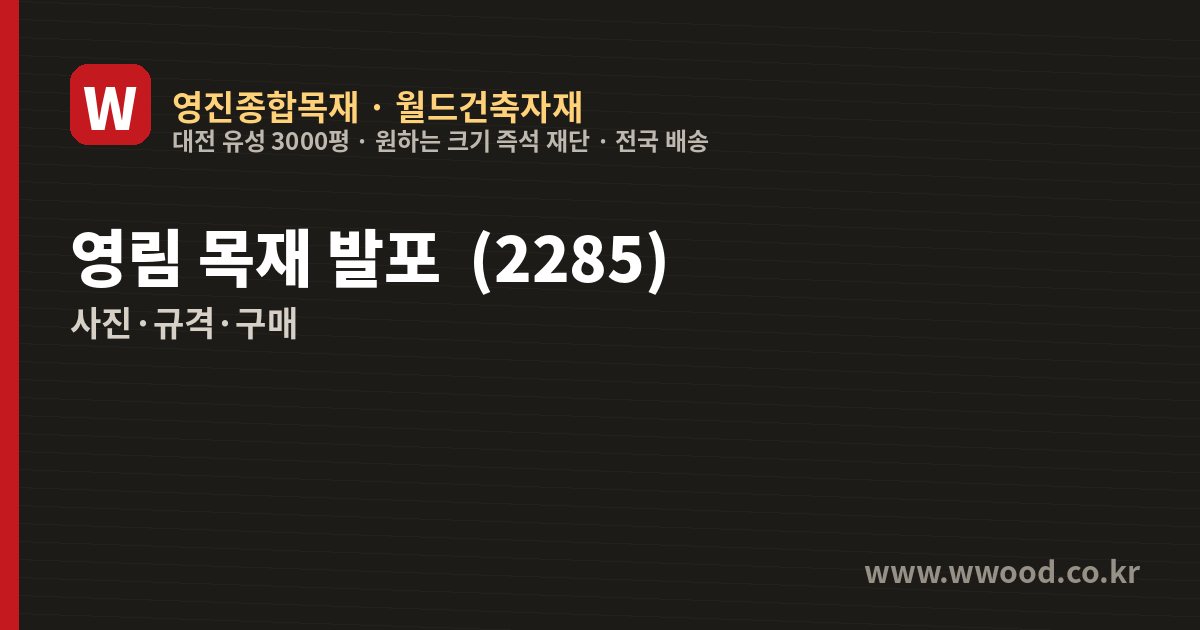 W
영진종합목재 · 월드건축자재
대전 유성 3000평 · 원하는 크기 즉석 재단 · 전국 배송
영림 목재 발포 (2285)
사진·규격·구매
www.wwood.co.kr